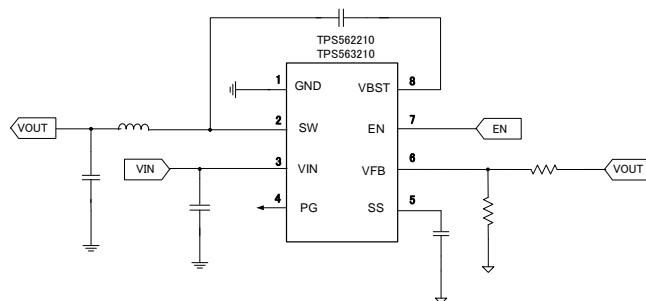 TPS562210
TPS563210
1
GND
VBST
8
VOUT
2
SW
EN
7
EN
VIN
3
VIN
VFB
6
VOUT
4
PG
SS
5